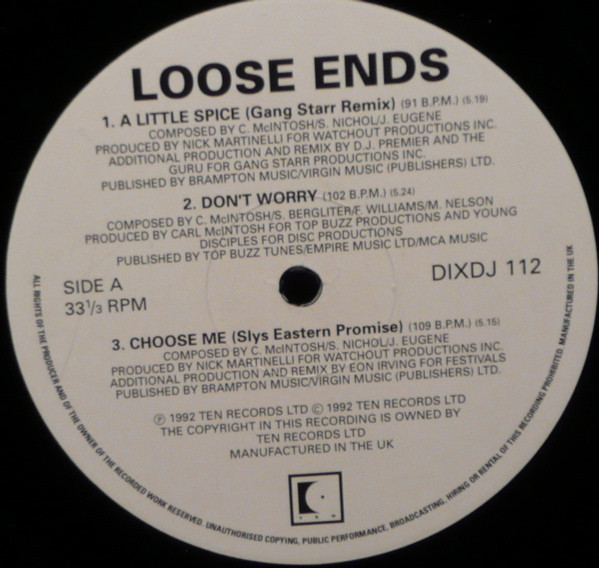 LOOSE ENDS
1. A LITTLE SPICE (Gang Starr Remix) (91 B.P.M.) (5.19)
COMPOSED BY C. McINTOSH/S. NICHOL/J. EUGENE
PRODUCED BY NICK MARTINELLI FOR WATCHOUT PRODUCTIONS INC.
ADDITIONAL PRODUCTION AND REMIX BY D.J. PREMIER AND THE
GURU FOR GANG STARR PRODUCTIONS INC.
PUBLISHED BY BRAMPTON MUSIC/VIRGIN MUSIC (PUBLISHERS) LTD.
2. DON'T WORRY (102 B.P.M.) (5.24)
COMPOSED BY C. McINTOSH/S. BERGLITER/F. WILLIAMS/M. NELSON
PRODUCED BY CARL McINTOSH FOR TOP BUZZ PRODUCTIONS AND YOUNG
DISCIPLES FOR DISC PRODUCTIONS
PUBLISHED BY TOP BUZZ TUNES/EMPIRE MUSIC LTD/MCA MUSIC
SIDE A
33⅓ RPM
DIXDJ 112
3. CHOOSE ME (Slys Eastern Promise) (109 B.P.M.) (5.15)
COMPOSED BY C. McINTOSH/S. NICHOL/J. EUGENE
PRODUCED BY NICK MARTINELLI FOR WATCHOUT PRODUCTIONS INC.
ADDITIONAL PRODUCTION AND REMIX BY EON IRVING FOR FESTIVALS
PUBLISHED BY BRAMPTON MUSIC/VIRGIN MUSIC (PUBLISHERS) LTD.
Ⓟ 1992 TEN RECORDS LTD © 1992 TEN RECORDS LTD
THE COPYRIGHT IN THIS RECORDING IS OWNED BY
TEN RECORDS LTD
MANUFACTURED IN THE UK
ALL RIGHTS OF THE PRODUCER AND OF THE OWNER OF THE RECORDED WORK RESERVED. UNAUTHORISED COPYING, PUBLIC PERFORMANCE, BROADCASTING, HIRING OR RENTAL OF THIS RECORDING PROHIBITED. MANUFACTURED IN THE UK
TEN